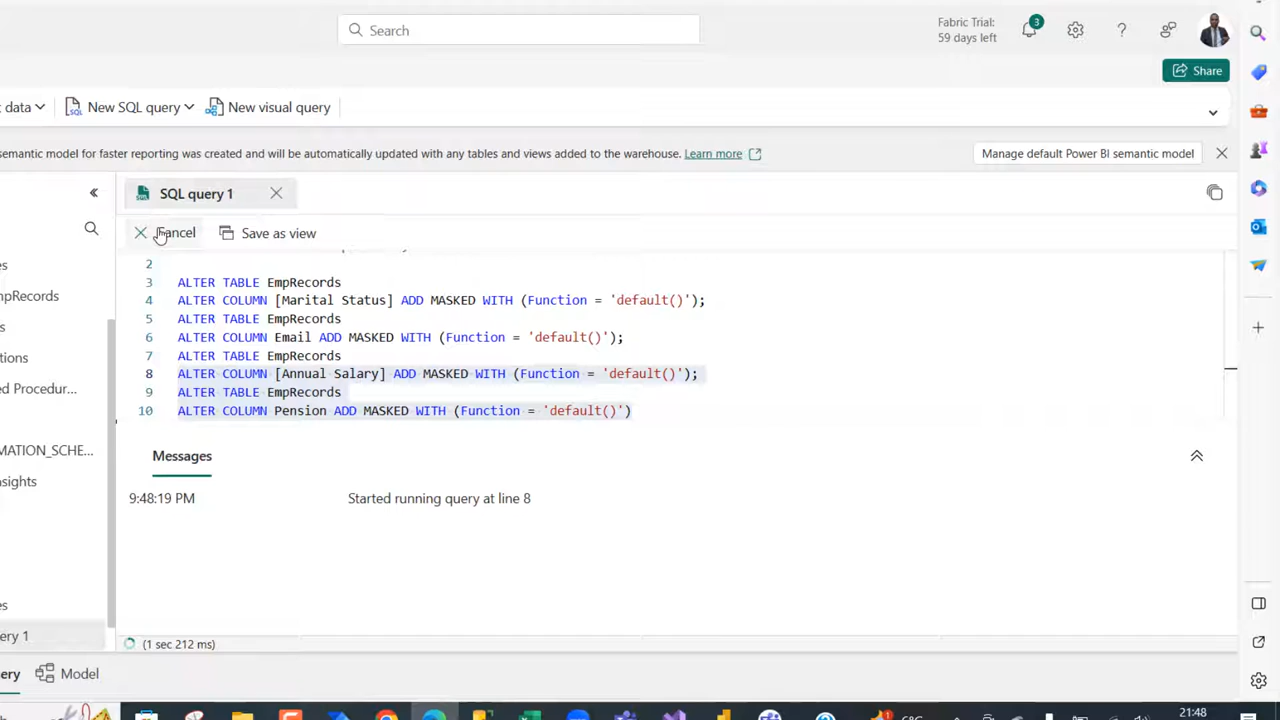 Search
Fabric Trial:
59 days left
3
Share
data
New SQL query
New visual query
semantic model for faster reporting was created and will be automatically updated with any tables and views added to the warehouse. Learn more
Manage default Power BI semantic model
SQL query 1
Cancel
Save as view
es
mpRecords
s
tions
ed Procedur...
MATION_SCHE...
nsights
es
ery 1
2
3 ALTER TABLE EmpRecords
4 ALTER COLUMN [Marital Status] ADD MASKED WITH (Function = 'default()');
5 ALTER TABLE EmpRecords
6 ALTER COLUMN Email ADD MASKED WITH (Function = 'default()');
7 ALTER TABLE EmpRecords
8 ALTER COLUMN [Annual Salary] ADD MASKED WITH (Function = 'default()');
9 ALTER TABLE EmpRecords
10 ALTER COLUMN Pension ADD MASKED WITH (Function = 'default()')
Messages
9:48:19 PM Started running query at line 8
(1 sec 212 ms)
ery
Model
21:48